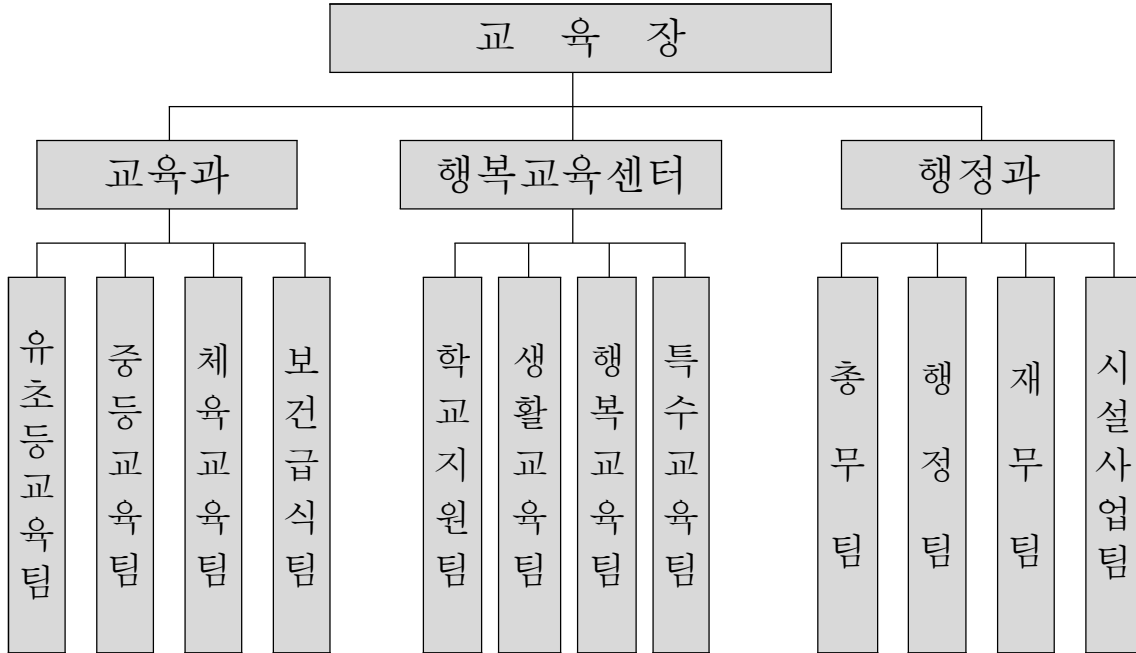 교 육 장
교육과
행복교육센터
행정과
유초등교육팀
중등교육팀
체육교육팀
보건급식팀
학교지원팀
생활교육팀
행복교육팀
특수교육팀
총무팀
행정팀
재무팀
시설사업팀